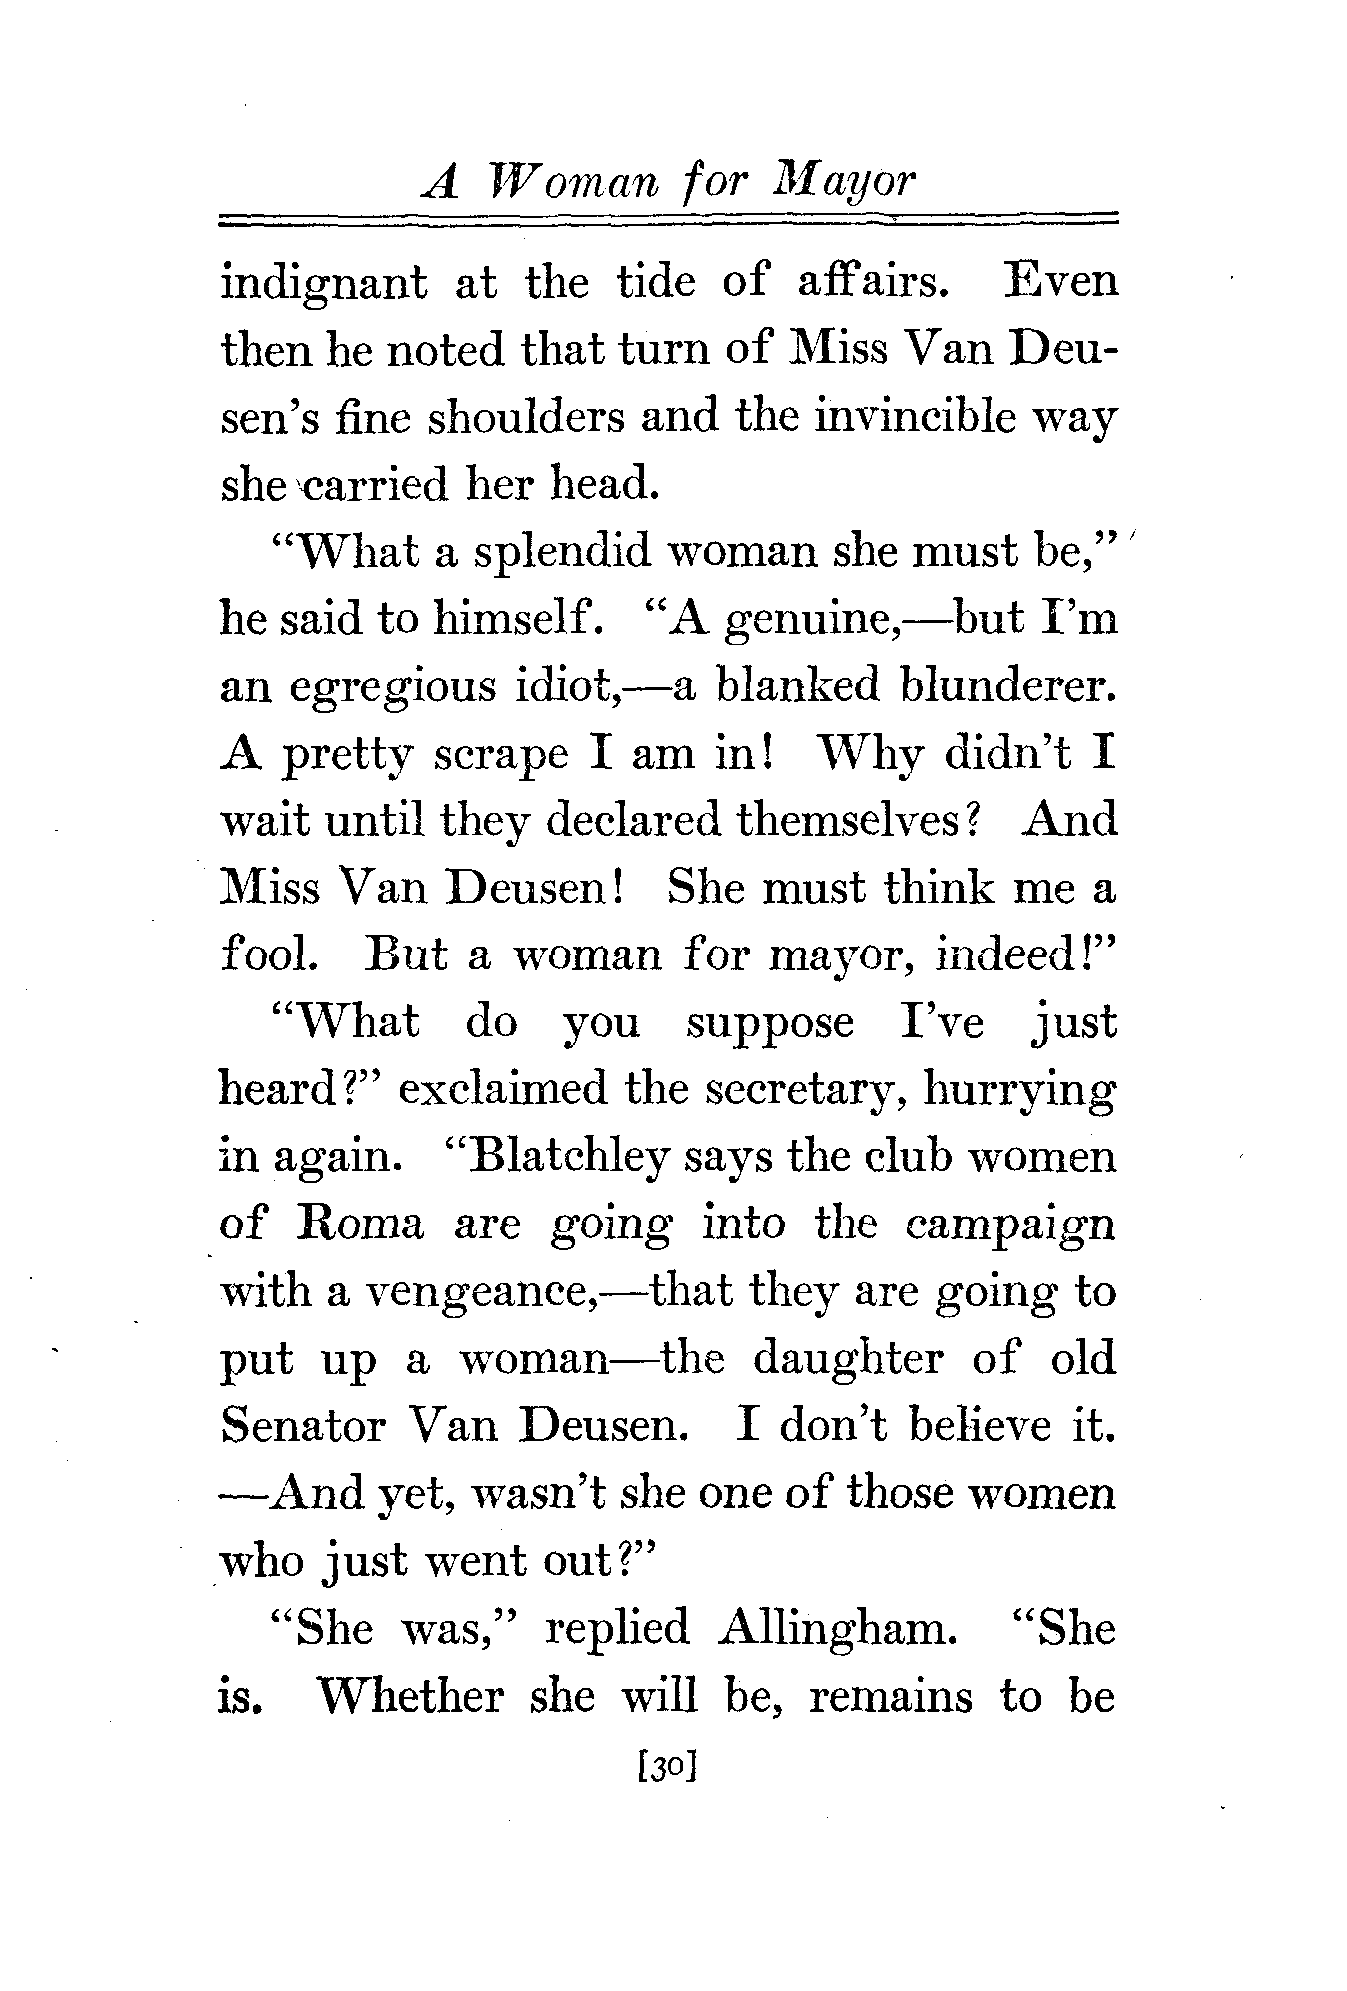 A Woman for Mayor
indignant at the tide of affairs. Even
then he noted that turn of Miss Van Deu-
sen's fine shoulders and the invincible way
she carried her head.
"What a splendid woman she must be,"
he said to himself. "A genuine,—but I'm
an egregious idiot,—a blanked blunderer.
A pretty scrape I am in! Why didn't I
wait until they declared themselves? And
Miss Van Deusen! She must think me a
fool. But a woman for mayor, indeed!"
"What do you suppose I've just
heard?" exclaimed the secretary, hurrying
in again. "Blatchley says the club women
of Roma are going into the campaign
with a vengeance,—that they are going to
put up a woman—the daughter of old
Senator Van Deusen. I don't believe it.
—And yet, wasn't she one of those women
who just went out?"
"She was," replied Allingham. "She
is. Whether she will be, remains to be
[30]